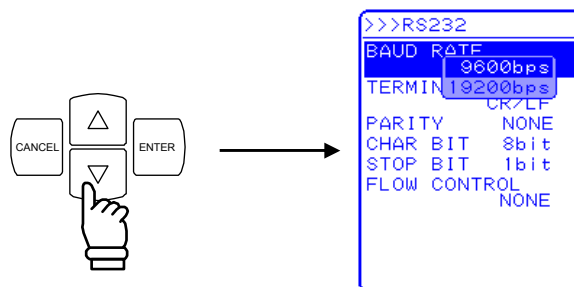 CANCEL
△
▽
ENTER
>>>RS232
BAUD RATE
9600bps
19200bps
TERMIN
CR/LF
PARITY NONE
CHAR BIT 8bit
STOP BIT 1bit
FLOW CONTROL
NONE